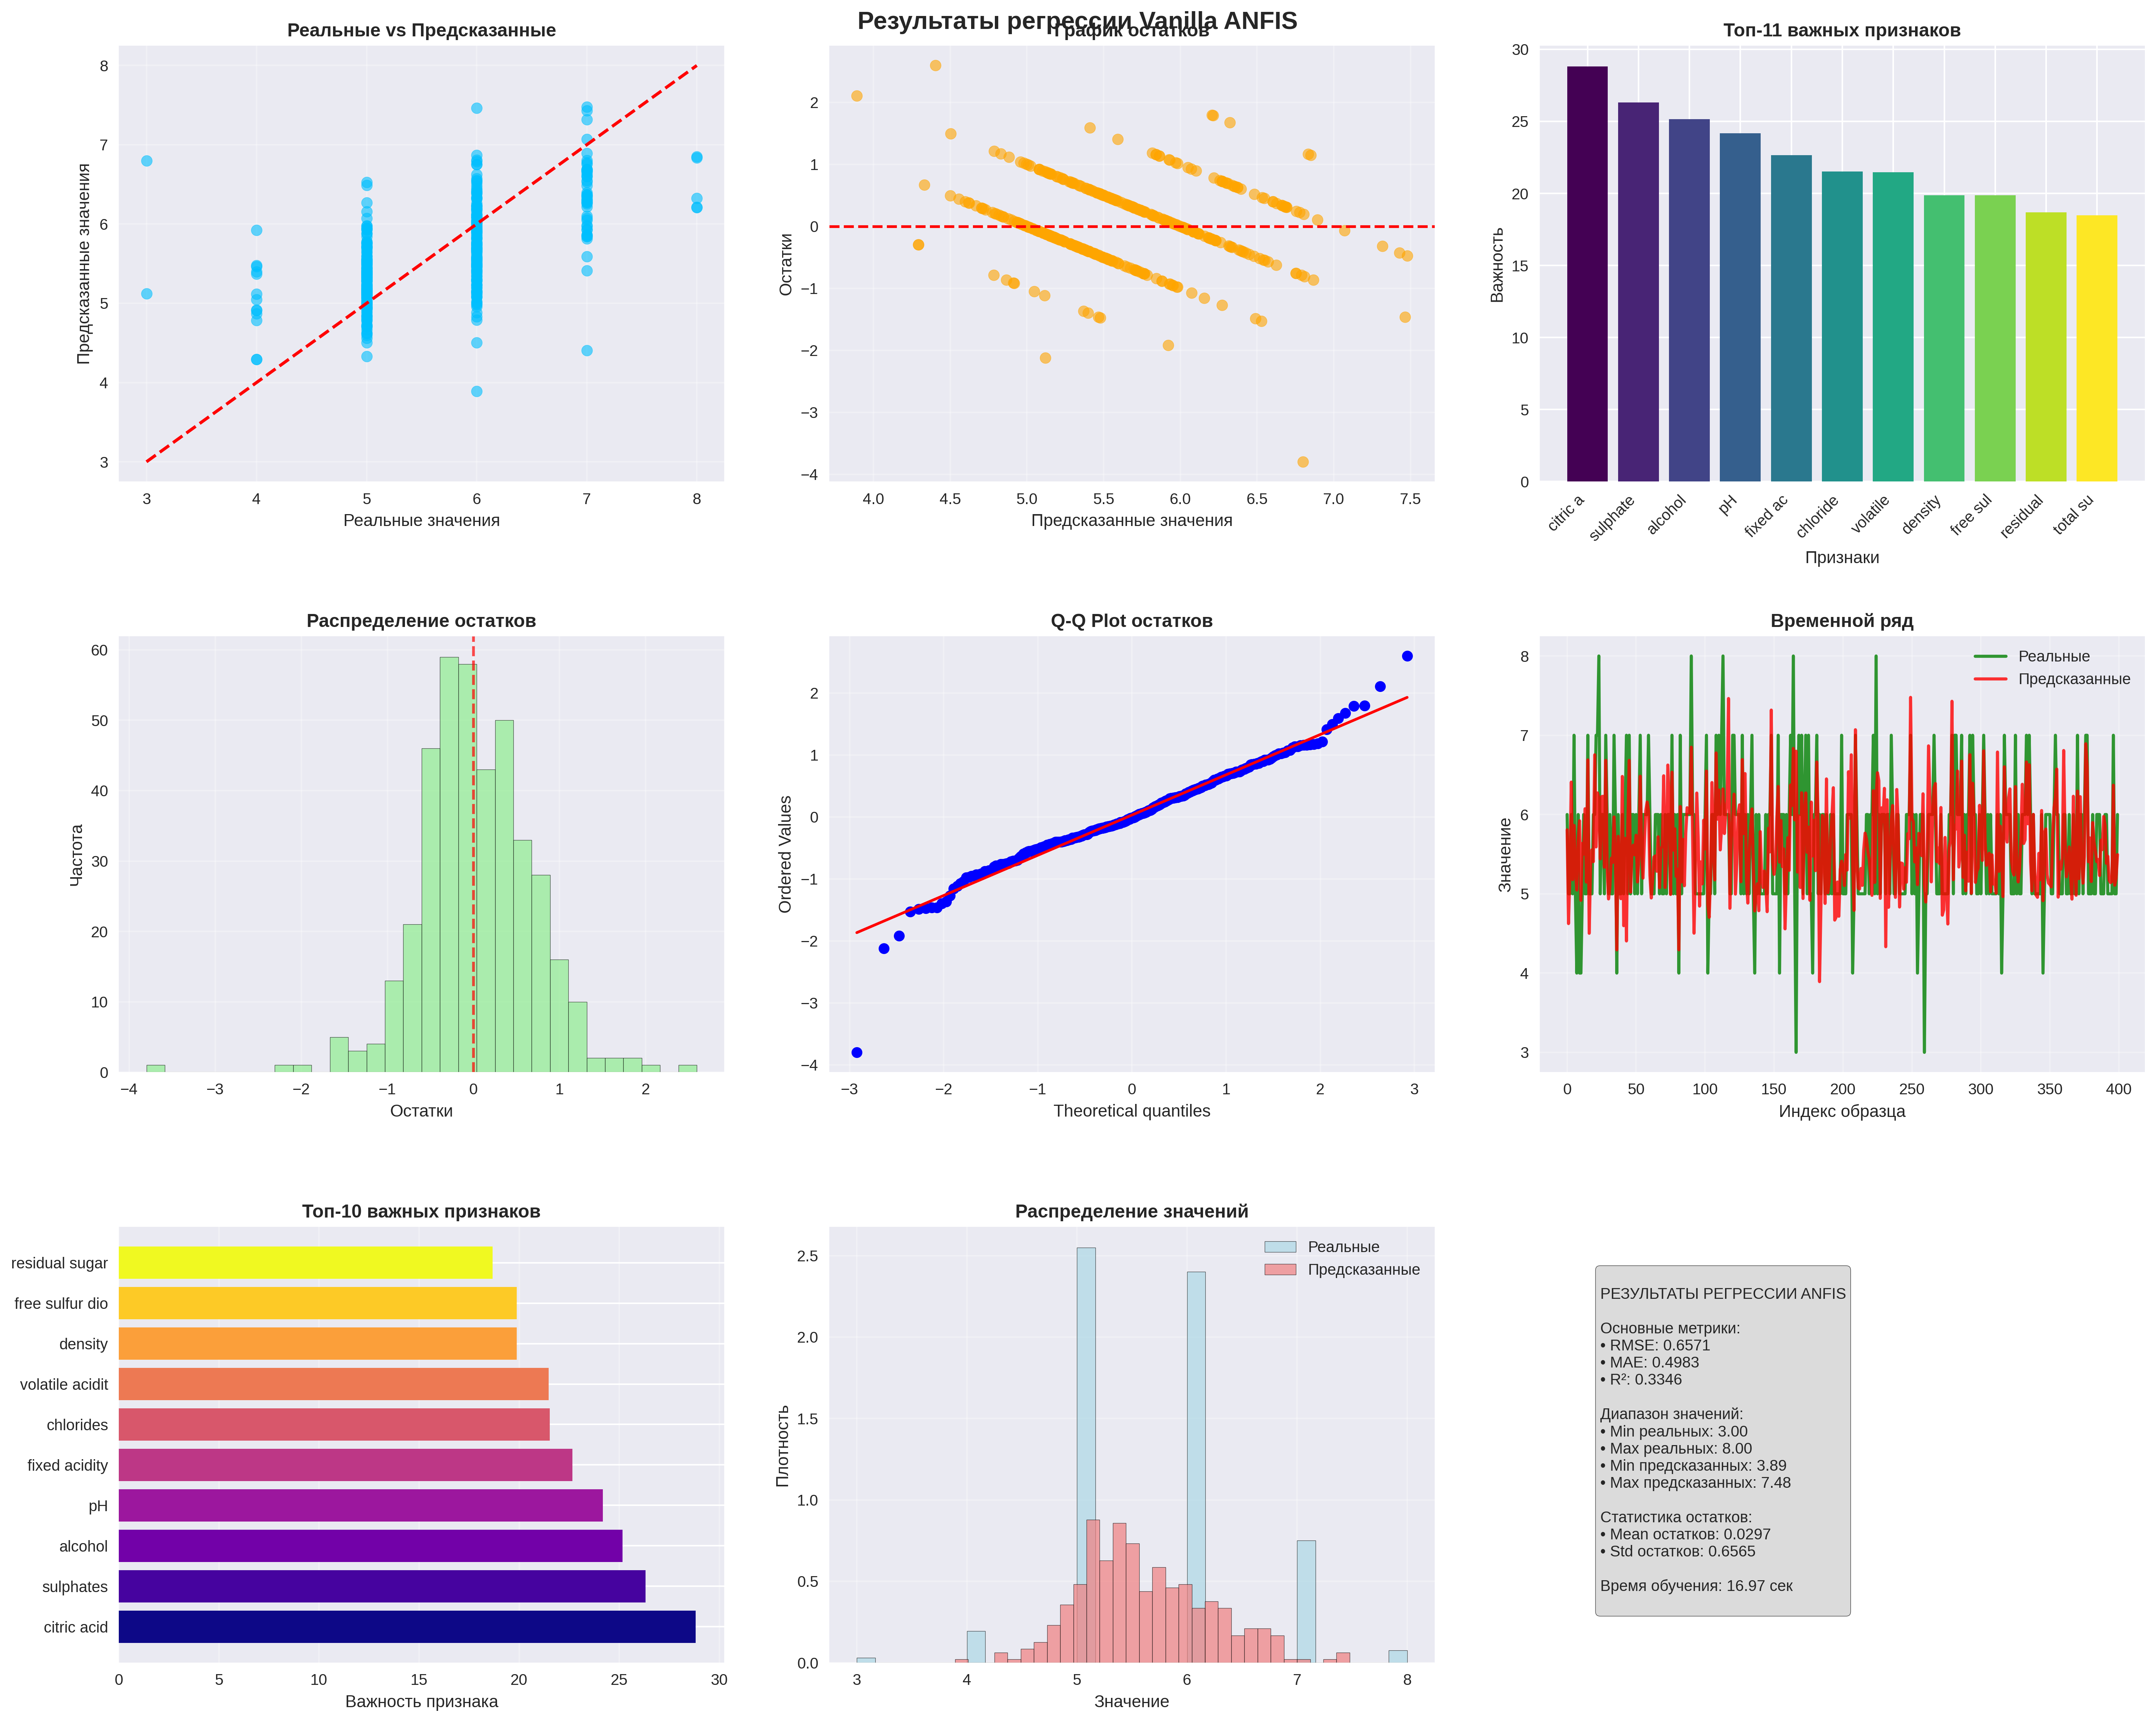 Результаты регрессии Vanilla ANFIS
Реальные vs Предсказанные
8
7
6
5
4
3
Предсказанные значения
3 4 5 6 7 8
Реальные значения
График остатков
2
1
0
−1
−2
−3
−4
Остатки
4.0 4.5 5.0 5.5 6.0 6.5 7.0 7.5
Предсказанные значения
Топ-11 важных признаков
30
25
20
15
10
5
0
Важность
citric a
sulphate
alcohol
pH
fixed ac
chloride
volatile
density
free sul
residual
total su
Признаки
Распределение остатков
60
50
40
30
20
10
0
Частота
−4 −3 −2 −1 0 1 2
Остатки
Q-Q Plot остатков
2
1
0
−1
−2
−3
−4
Ordered Values
−3 −2 −1 0 1 2 3
Theoretical quantiles
Временной ряд
Реальные
Предсказанные
8
7
6
5
4
3
Значение
0 50 100 150 200 250 300 350 400
Индекс образца
Топ-10 важных признаков
residual sugar
free sulfur dio
density
volatile acidit
chlorides
fixed acidity
pH
alcohol
sulphates
citric acid
0 5 10 15 20 25 30
Важность признака
Распределение значений
Реальные
Предсказанные
2.5
2.0
1.5
1.0
0.5
0.0
Плотность
3 4 5 6 7 8
Значение
РЕЗУЛЬТАТЫ РЕГРЕССИИ ANFIS
Основные метрики:
• RMSE: 0.6571
• MAE: 0.4983
• R²: 0.3346
Диапазон значений:
• Min реальных: 3.00
• Max реальных: 8.00
• Min предсказанных: 3.89
• Max предсказанных: 7.48
Статистика остатков:
• Mean остатков: 0.0297
• Std остатков: 0.6565
Время обучения: 16.97 сек